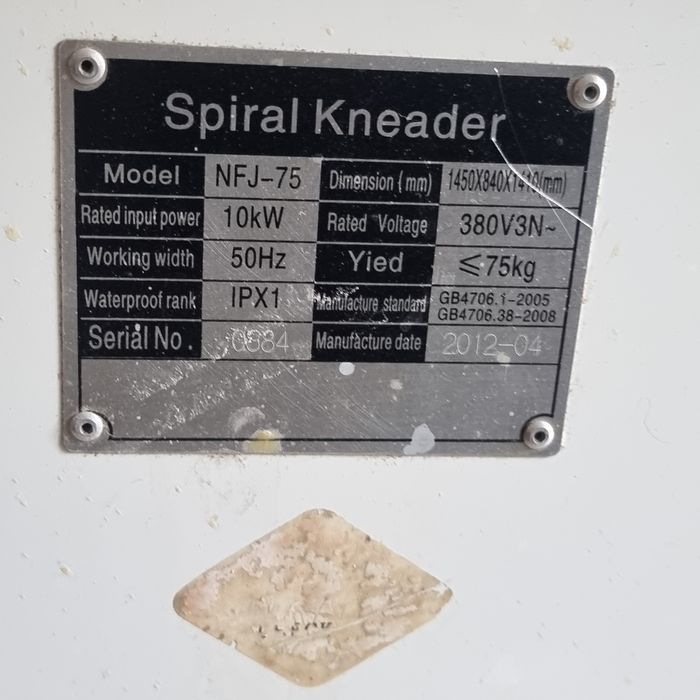 Spiral Kneader
Model NFJ-75 Dimension (mm) 1450X840X1410(mm)
Rated input power 10kW Rated Voltage 380V3N~
Working width 50Hz Yied ≤75kg
Waterproof rank IPX1 Manufacture standard GB4706.1-2005
GB4706.38-2008
Serial No. 0584 Manufacture date 2012-04